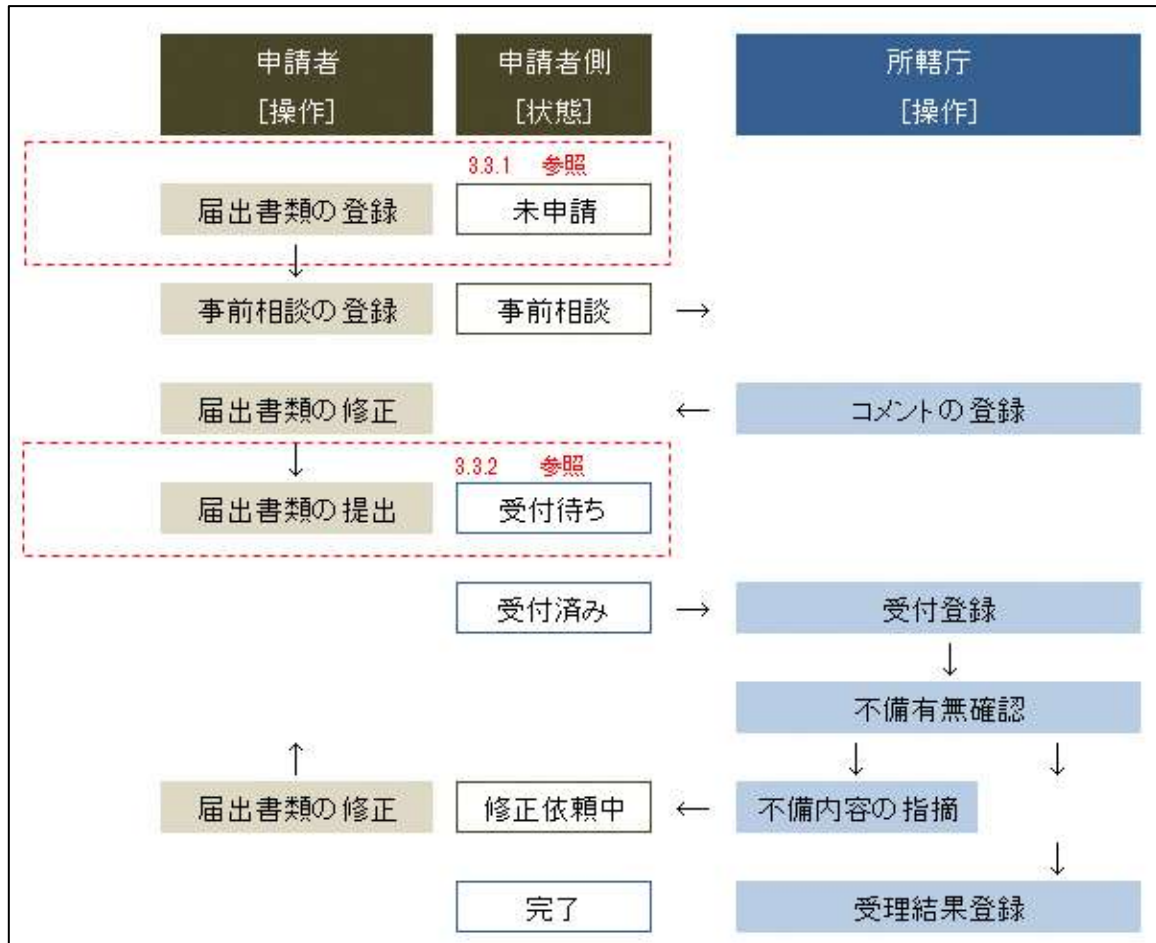 申請者
[操作]
申請者側
[状態]
所轄庁
[操作]
3.3.1 参照
届出書類の登録
未申請
↓
事前相談の登録
事前相談
→
届出書類の修正
←
コメントの登録
↓
3.3.2 参照
届出書類の提出
受付待ち
受付済み
→
受付登録
↓
不備有無確認
↑
↓
↓
届出書類の修正
修正依頼中
←
不備内容の指摘
↓
完了
受理結果登録